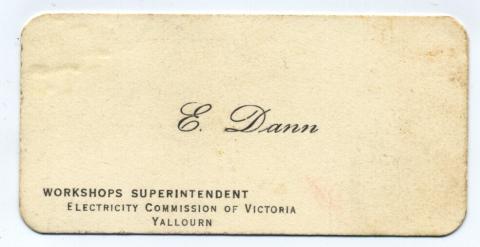 E. Dann
WORKSHOPS SUPERINTENDENT
ELECTRICITY COMMISSION OF VICTORIA
YALLOURN